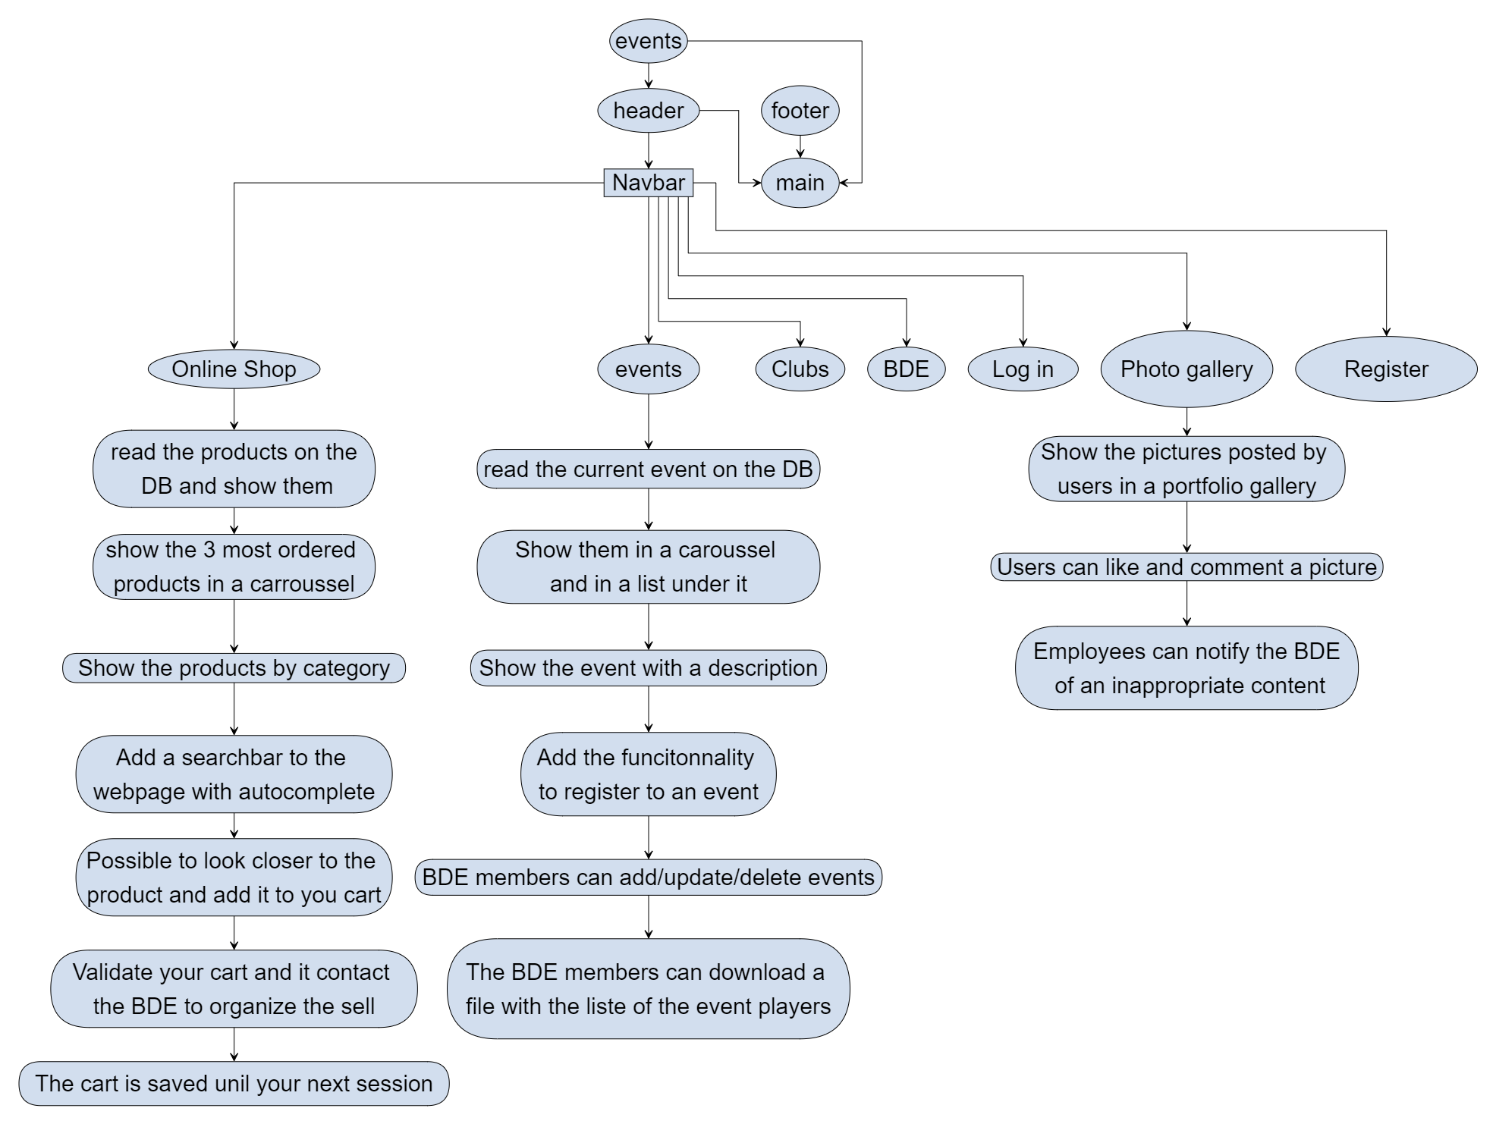 events
header
footer
Navbar
main
Online Shop
events
Clubs
BDE
Log in
Photo gallery
Register
read the products on the
DB and show them
show the 3 most ordered
products in a carroussel
Show the products by category
Add a searchbar to the
webpage with autocomplete
Possible to look closer to the
product and add it to you cart
Validate your cart and it contact
the BDE to organize the sell
The cart is saved unil your next session
read the current event on the DB
Show them in a caroussel
and in a list under it
Show the event with a description
Add the funcitonnality
to register to an event
BDE members can add/update/delete events
The BDE members can download a
file with the liste of the event players
Show the pictures posted by
users in a portfolio gallery
Users can like and comment a picture
Employees can notify the BDE
of an inappropriate content